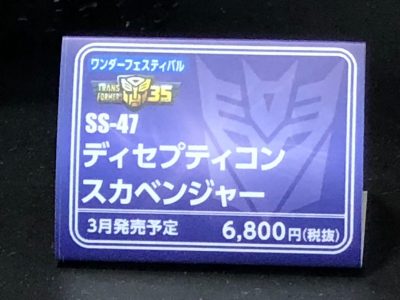 ワンダーフェスティバル
TRANSFORMERS 35
SS-47
ディセプティコン
スカベンジャー
3月発売予定 6,800円(税抜)